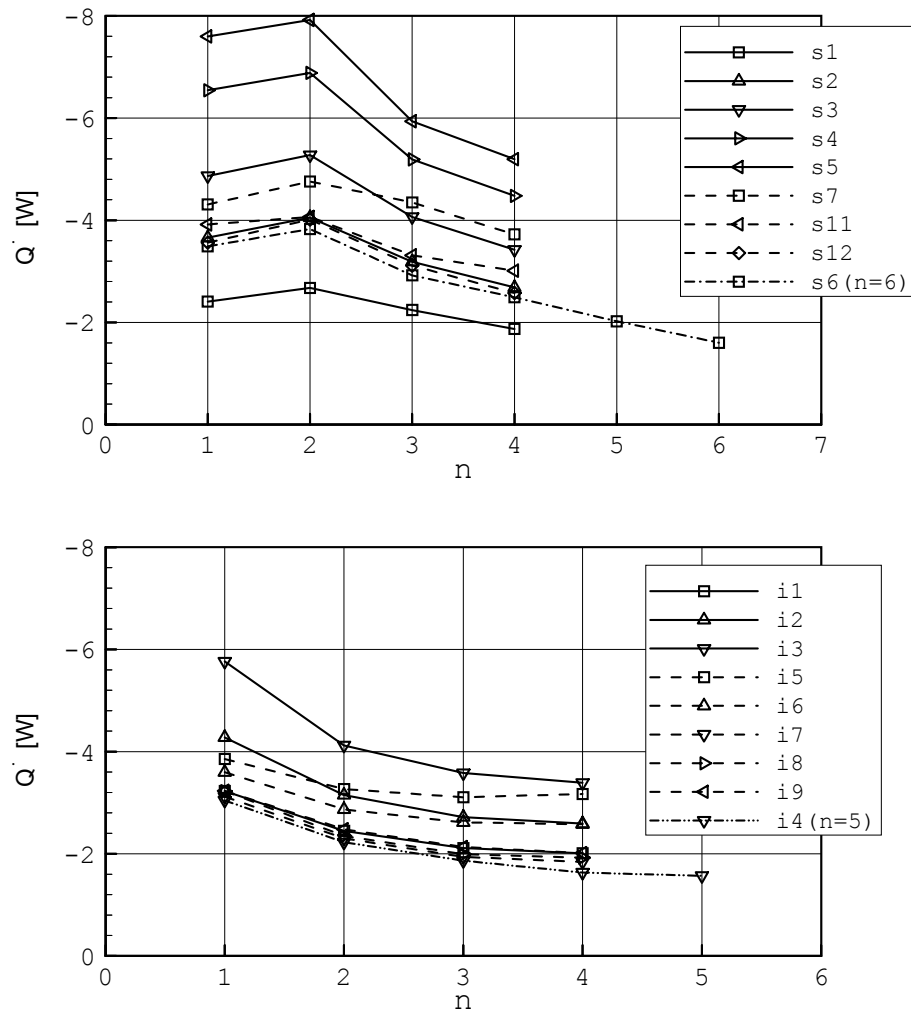 -8
-6
-4
-2
0
Q̇ [W]
0 1 2 3 4 5 6 7
n
s1
s2
s3
s4
s5
s7
s11
s12
s6(n=6)
-8
-6
-4
-2
0
Q̇ [W]
0 1 2 3 4 5 6
n
i1
i2
i3
i5
i6
i7
i8
i9
i4(n=5)